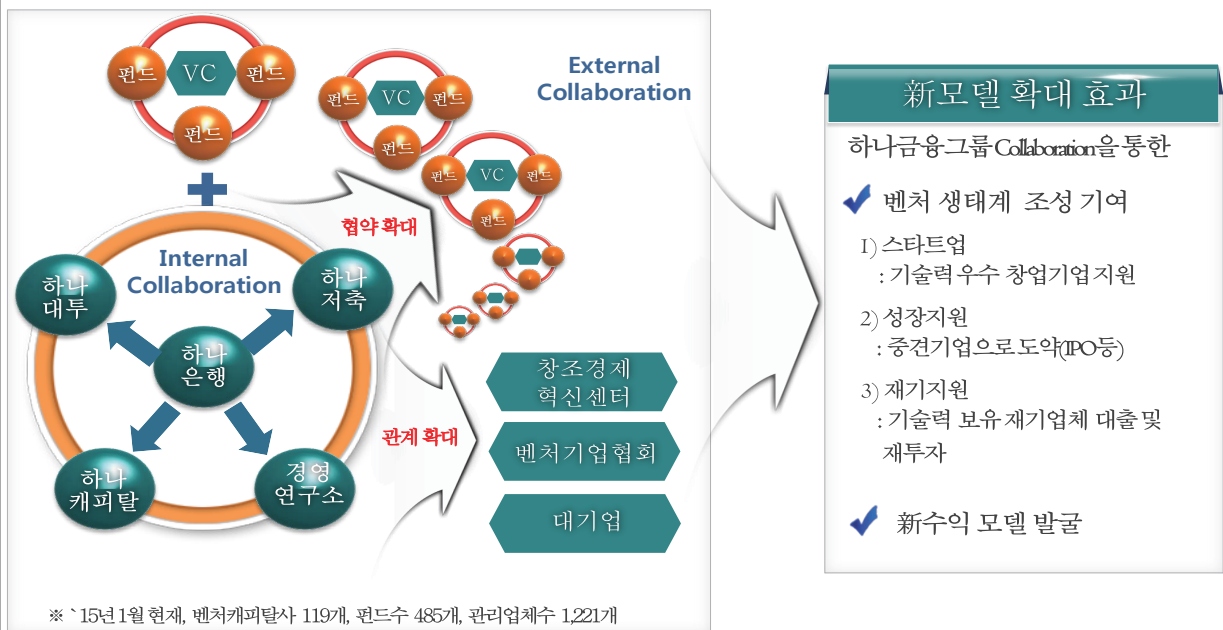 External
Collaboration
펀드 VC 펀드
펀드
펀드 VC 펀드
펀드
펀드 VC 펀드
펀드
협약 확대
Internal
Collaboration
하나
대투
하나
저축
하나
은행
하나
캐피탈
경영
연구소
관계 확대
창조경제
혁신센터
벤처기업협회
대기업
※ `15년 1월 현재, 벤처캐피탈사 119개, 펀드수 485개, 관리업체수 1,221개
新모델 확대 효과
하나금융그룹 Collaboration을 통한
벤처 생태계 조성 기여
1) 스타트업
: 기술력 우수 창업기업 지원
2) 성장지원
: 중견기업으로 도약(IPO등)
3) 재기지원
: 기술력 보유 재기업체 대출 및
재투자
新수익 모델 발굴